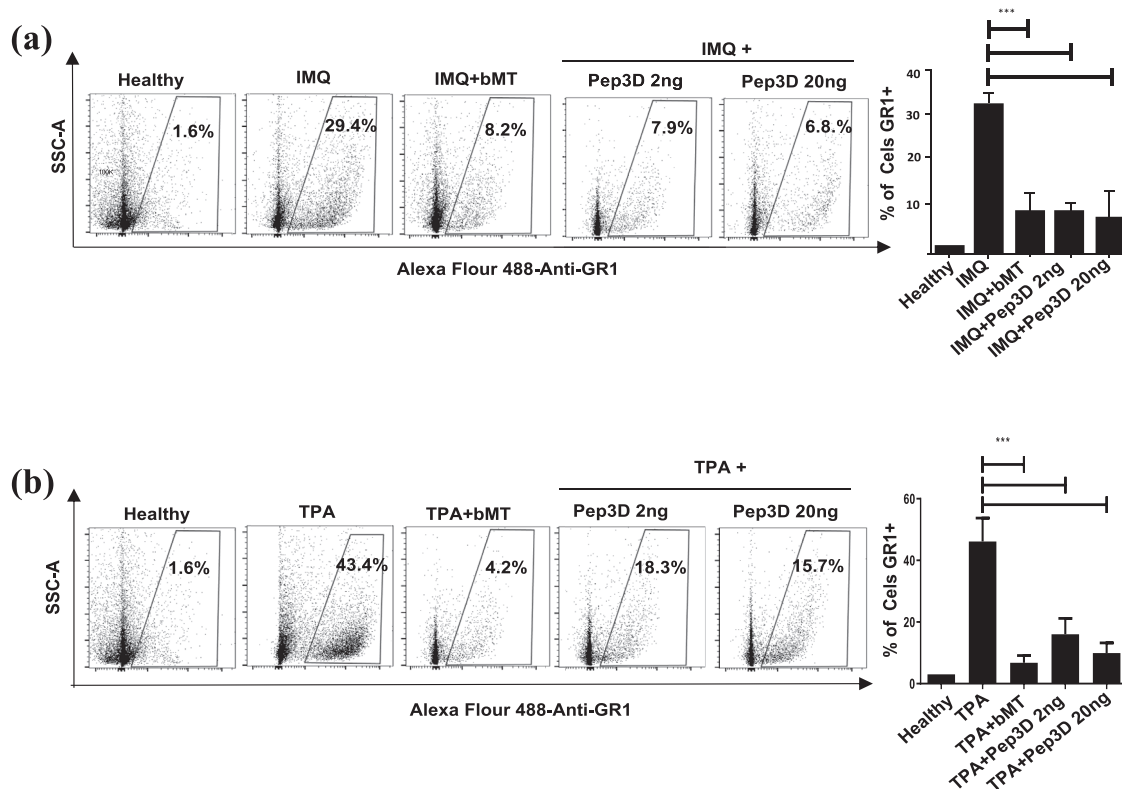 (a)
IMQ +
Healthy IMQ IMQ+bMT Pep3D 2ng Pep3D 20ng
SSC-A
1.6% 29.4% 8.2% 7.9% 6.8.%
100K
Alexa Flour 488-Anti-GR1
***
% of Cels GR1+
40
30
20
10
Healthy
IMQ
IMQ+bMT
IMQ+Pep3D 2ng
IMQ+Pep3D 20ng
(b)
TPA +
Healthy TPA TPA+bMT Pep3D 2ng Pep3D 20ng
SSC-A
1.6% 43.4% 4.2% 18.3% 15.7%
Alexa Flour 488-Anti-GR1
***
% of Cels GR1+
60
40
20
0
Healthy
TPA
TPA+bMT
TPA+Pep3D 2ng
TPA+Pep3D 20ng